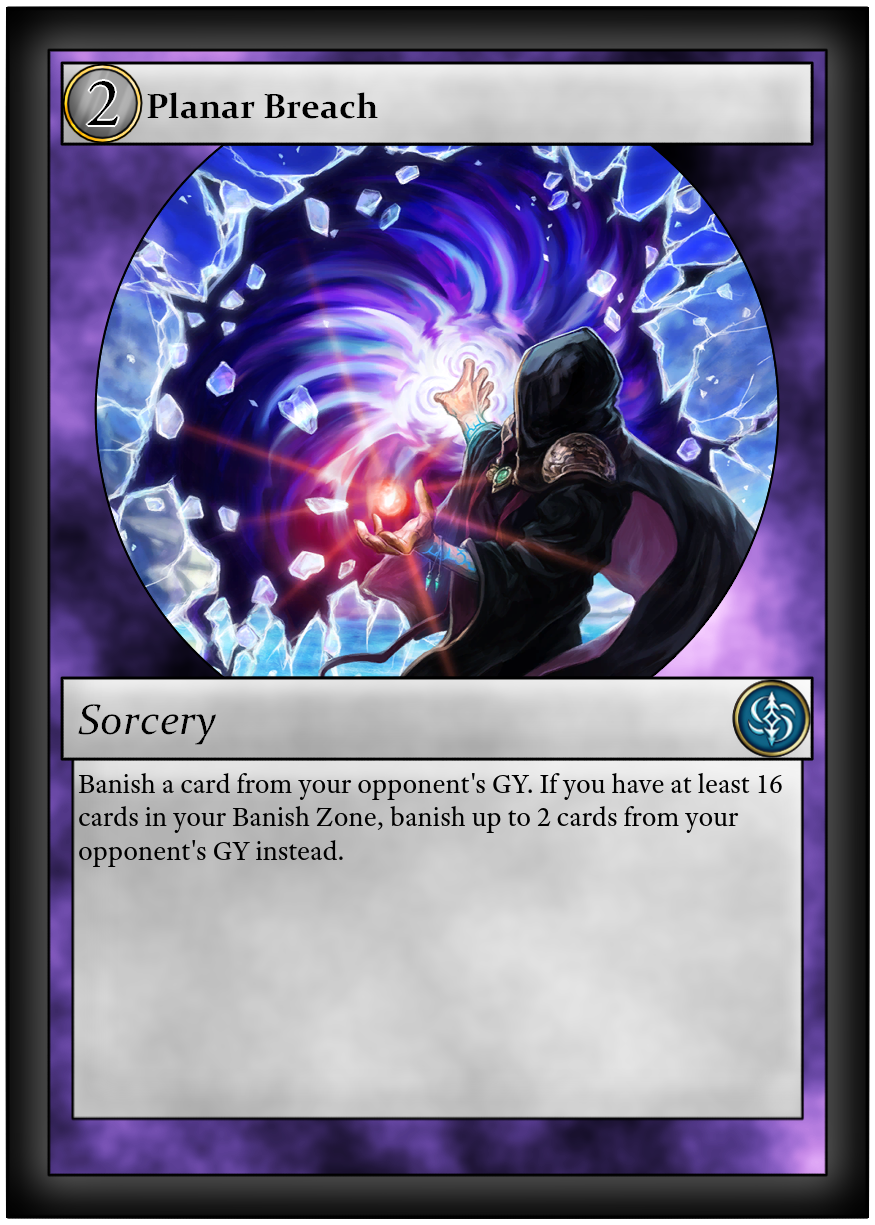 2 Planar Breach
Sorcery
Banish a card from your opponent's GY. If you have at least 16
cards in your Banish Zone, banish up to 2 cards from your
opponent's GY instead.